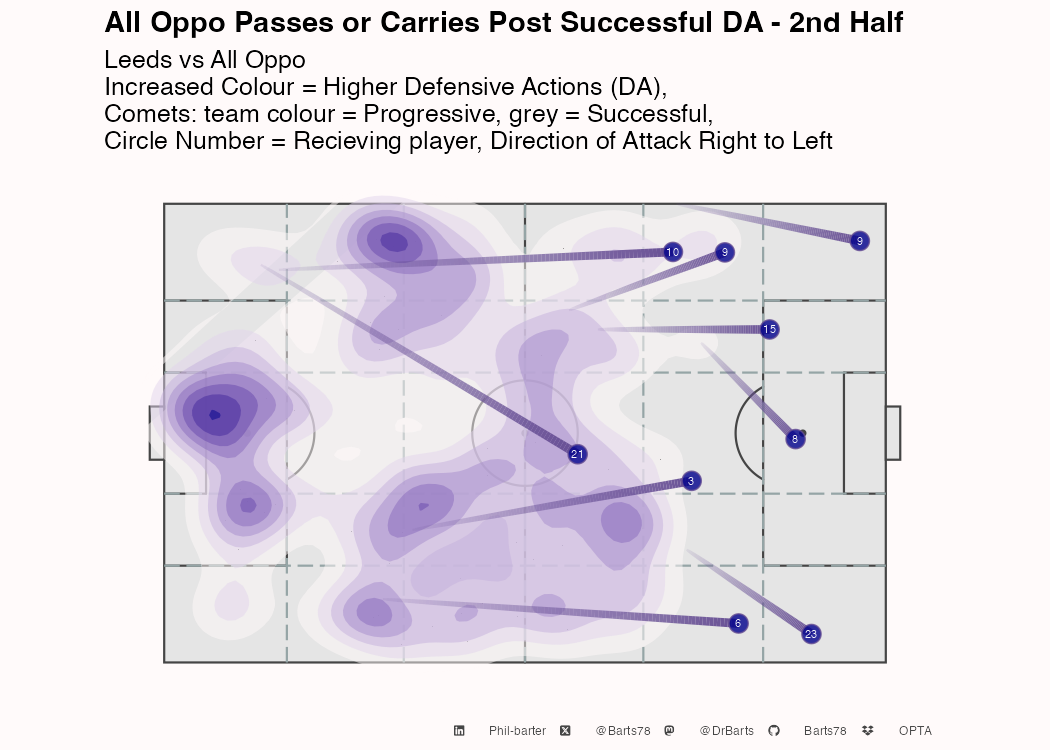 All Oppo Passes or Carries Post Successful DA - 2nd Half
Leeds vs All Oppo
Increased Colour = Higher Defensive Actions (DA),
Comets: team colour = Progressive, grey = Successful,
Circle Number = Recieving player, Direction of Attack Right to Left
9
10
9
15
8
21
3
6
23
Phil-barter @Barts78 @DrBarts Barts78 OPTA